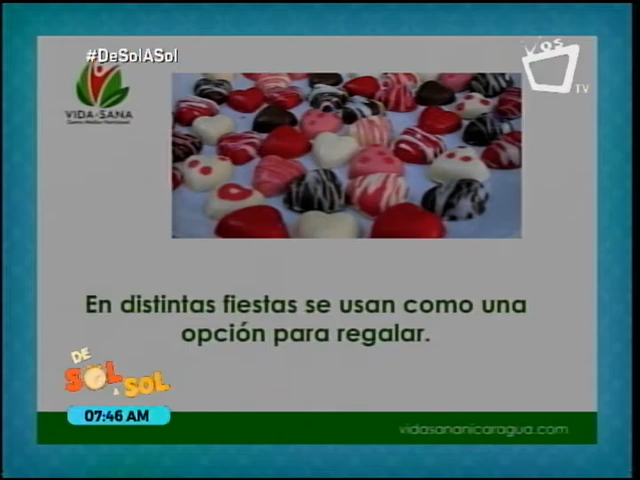 #DeSolASol
VOS
TV
VIDA SANA
En distintas fiestas se usan como una
opción para regalar.
DE
SOL
A
SOL
07:46 AM
vidasananicaragua.com